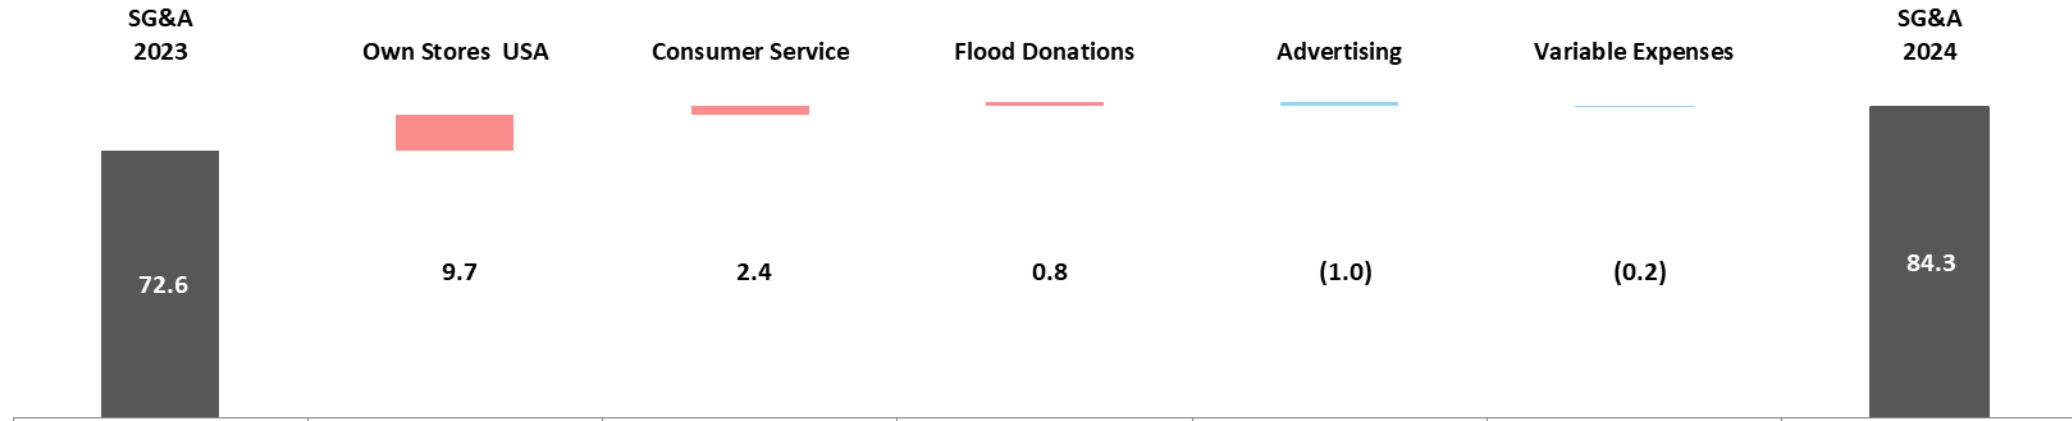 SG&A
2023
Own Stores USA
Consumer Service
Flood Donations
Advertising
Variable Expenses
SG&A
2024
72.6
9.7
2.4
0.8
(1.0)
(0.2)
84.3